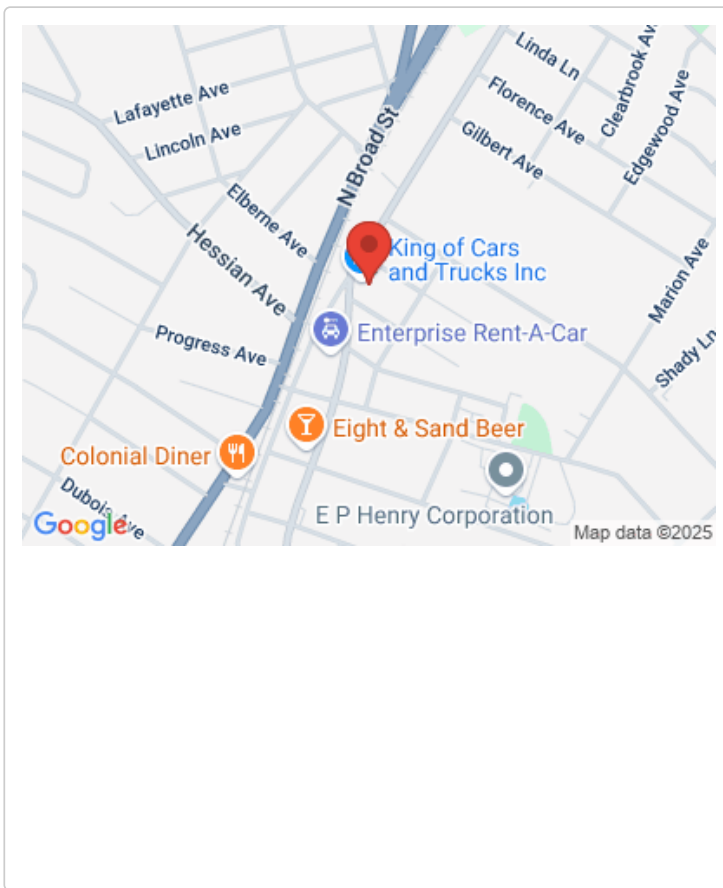 Linda Ln
Clearbrook Av
Lafayette Ave
Florence Ave
Edgewood Ave
Lincoln Ave
Gilbert Ave
N Broad St
Elberne Ave
Hessian Ave
King of Cars
and Trucks Inc
Marion Ave
Progress Ave
Enterprise Rent-A-Car
Shady Ln
Eight & Sand Beer
Colonial Diner
Dubois Ave
E P Henry Corporation
Google
Map data ©2025